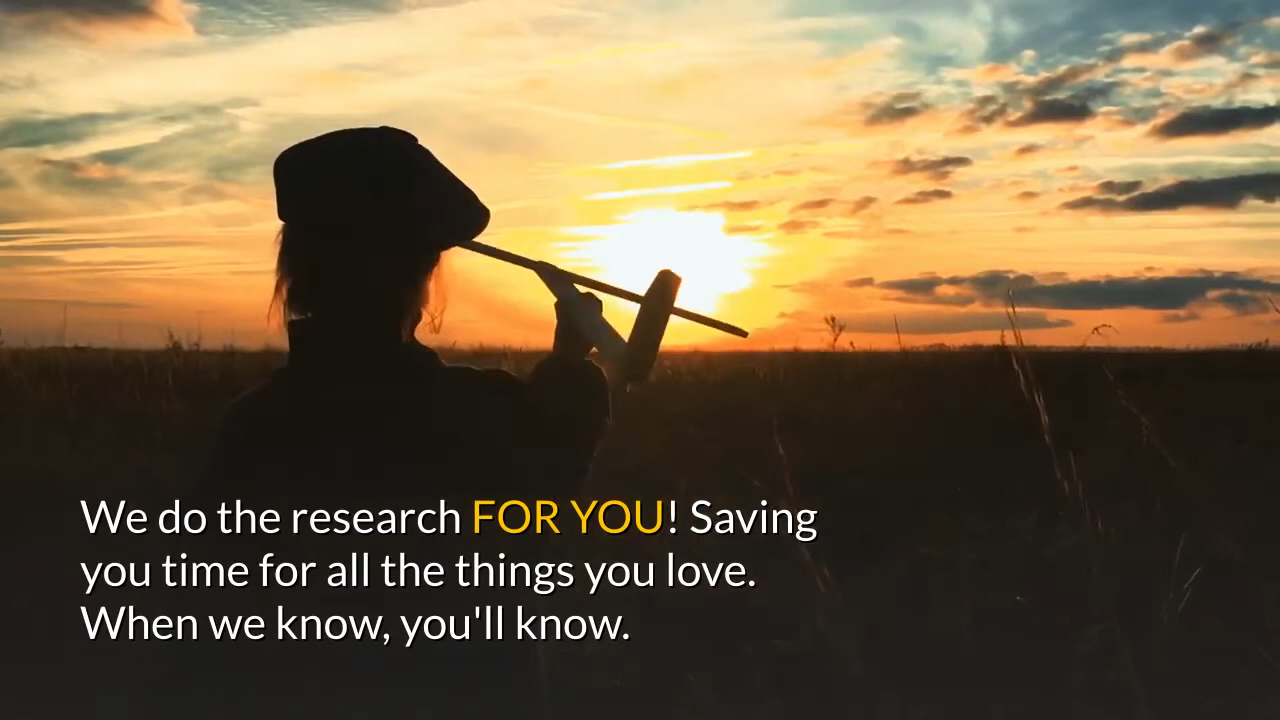 We do the research FOR YOU! Saving
you time for all the things you love.
When we know, you'll know.